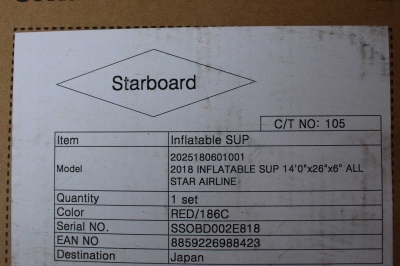 Starboard
C/T NO: 105
Item Inflatable SUP
Model 2025180601001
2018 INFLATABLE SUP 14'0"x26"x6" ALL
STAR AIRLINE
Quantity 1 set
Color RED/186C
Serial NO. SSOBD002E818
EAN NO 8859226988423
Destination Japan